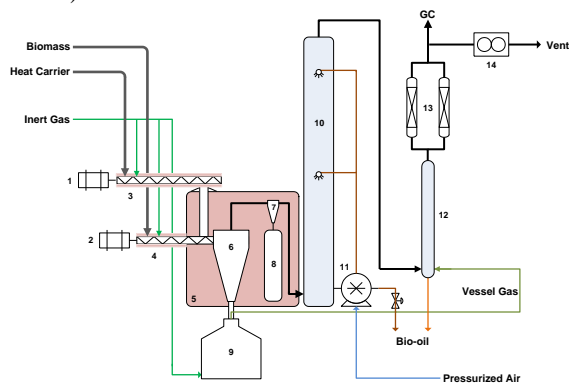 GC
Biomass
Vent
14
Heat Carrier
13
10
Inert Gas
1
3
12
7
2
6
4
8
11
5
Vessel Gas
9
Bio-oil
Pressurized Air